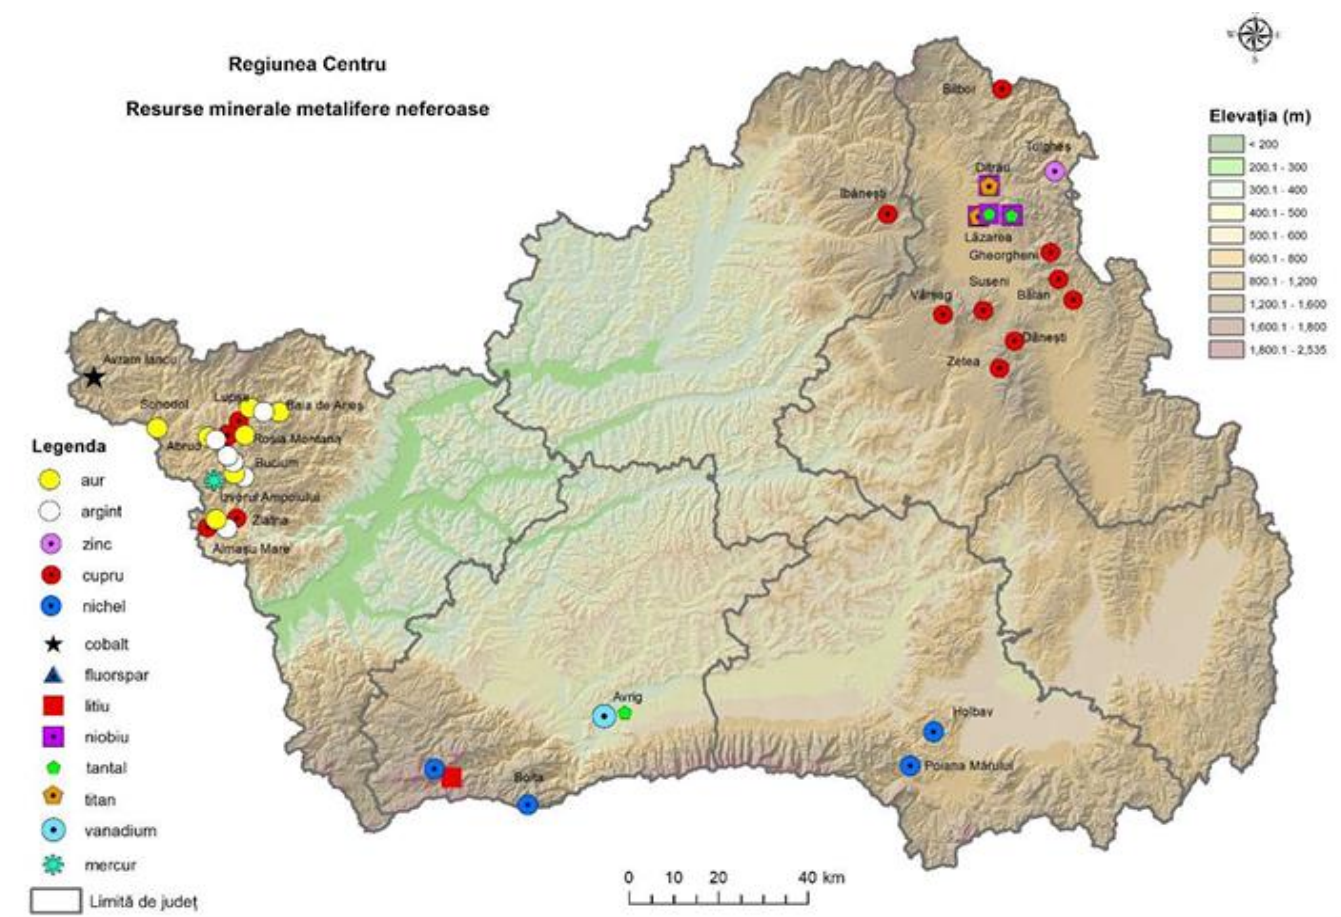 Regiunea Centru
Resurse minerale metalifere neferoase
W E
S
Elevația (m)
< 200
200.1 - 300
300.1 - 400
400.1 - 500
500.1 - 600
600.1 - 800
800.1 - 1,200
1,200.1 - 1,600
1,600.1 - 1,800
1,800.1 - 2,535
Bilbor
Tulgheș
Ditrău
Ibănești
Lăzarea
Gheorgheni
Suseni
Vărșag
Bălan
Dănești
Zetea
Avram Iancu
Sohodol
Lupșa
Baia de Arieș
Abrud
Roșia Montană
Bucium
Izvorul Ampoiului
Zlatna
Almașu Mare
Avrig
Boița
Holbav
Poiana Mărului
Legenda
aur
argint
zinc
cupru
nichel
cobalt
fluorspar
litiu
niobiu
tantal
titan
vanadium
mercur
Limită de județ
0 10 20 40 km